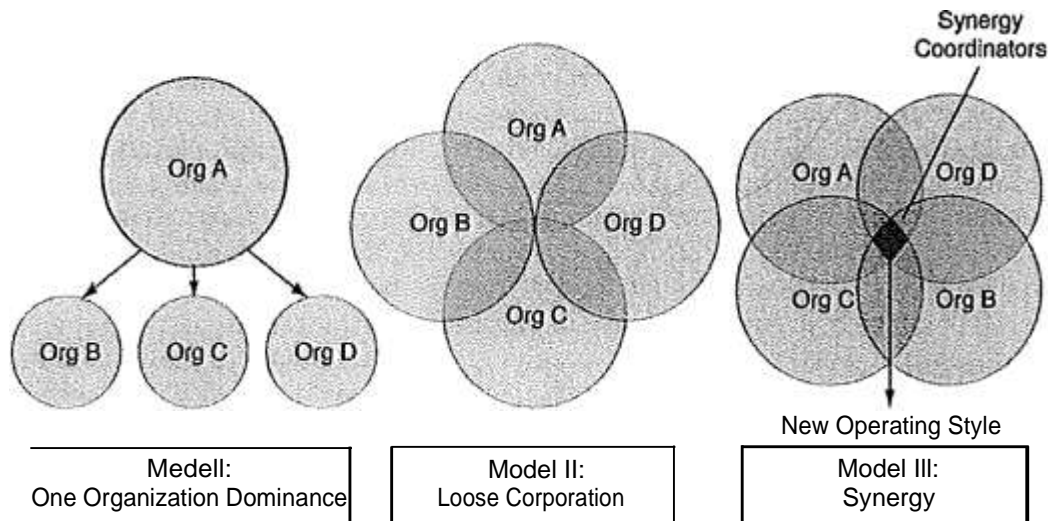 Synergy
Coordinators
Org A
Org B
Org C
Org D
Org A
Org B
Org D
Org C
Org A
Org D
Org C
Org B
New Operating Style
Medell:
One Organization Dominance
Model II:
Loose Corporation
Model III:
Synergy